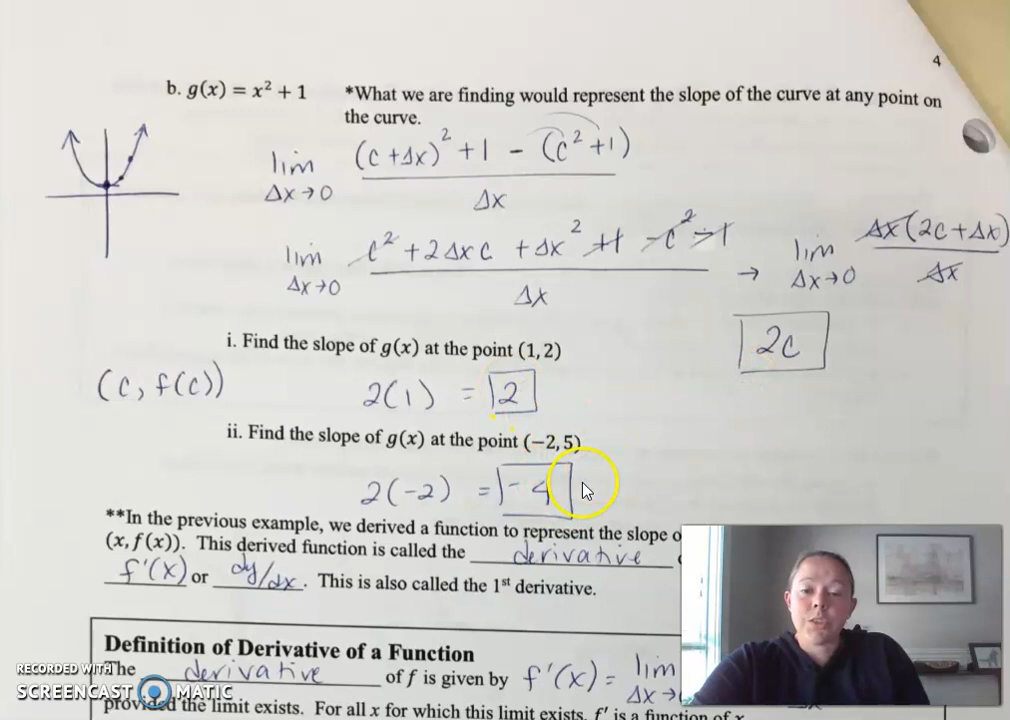 4
b. g(x) = x² + 1 *What we are finding would represent the slope of the curve at any point on
the curve.
lim Δx→0 (c + Δx)² + 1 − (c² + 1) / Δx
lim Δx→0 c² + 2Δxc + Δx² + 1 − c² − 1 / Δx → lim Δx→0 Δx(2c + Δx) / Δx
i. Find the slope of g(x) at the point (1, 2)
2c
(c, f(c))
2(1) = 2
ii. Find the slope of g(x) at the point (−2, 5)
2(−2) = −4
**In the previous example, we derived a function to represent the slope o
(x, f(x)). This derived function is called the derivative
f'(x) or dy/dx. This is also called the 1st derivative.
Definition of Derivative of a Function
The derivative of f is given by f'(x) = lim Δx→
provided the limit exists. For all x for which this limit exists, f' is a function of x
RECORDED WITH
SCREENCAST MATIC